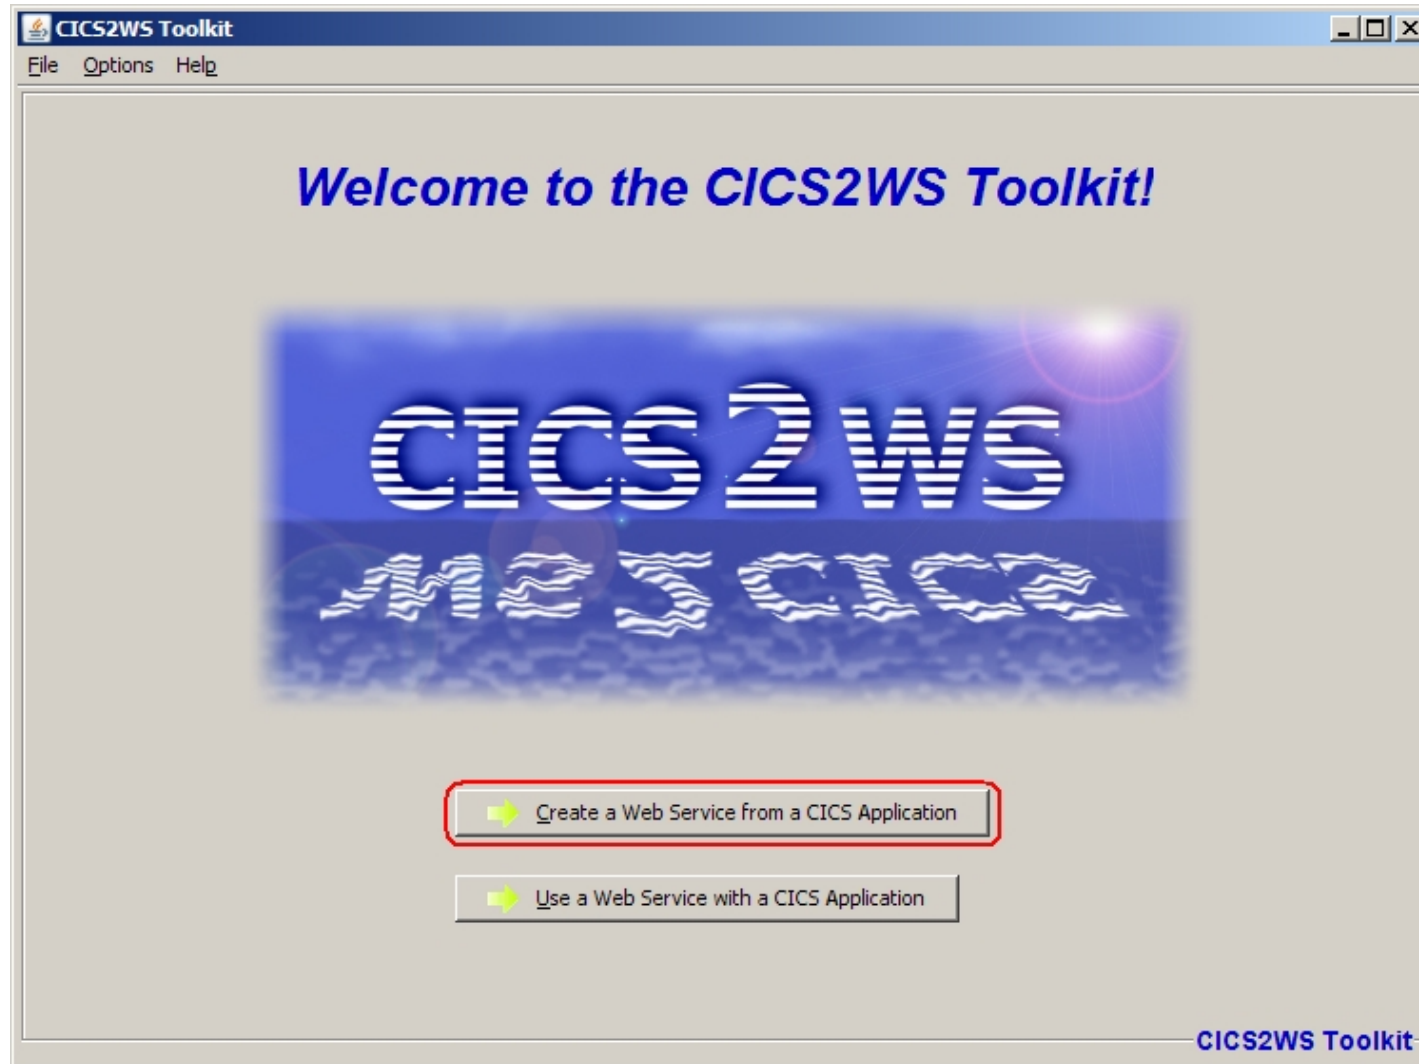 CICS2WS Toolkit
File Options Help
Welcome to the CICS2WS Toolkit!
CICS2WS
Create a Web Service from a CICS Application
Use a Web Service with a CICS Application
CICS2WS Toolkit